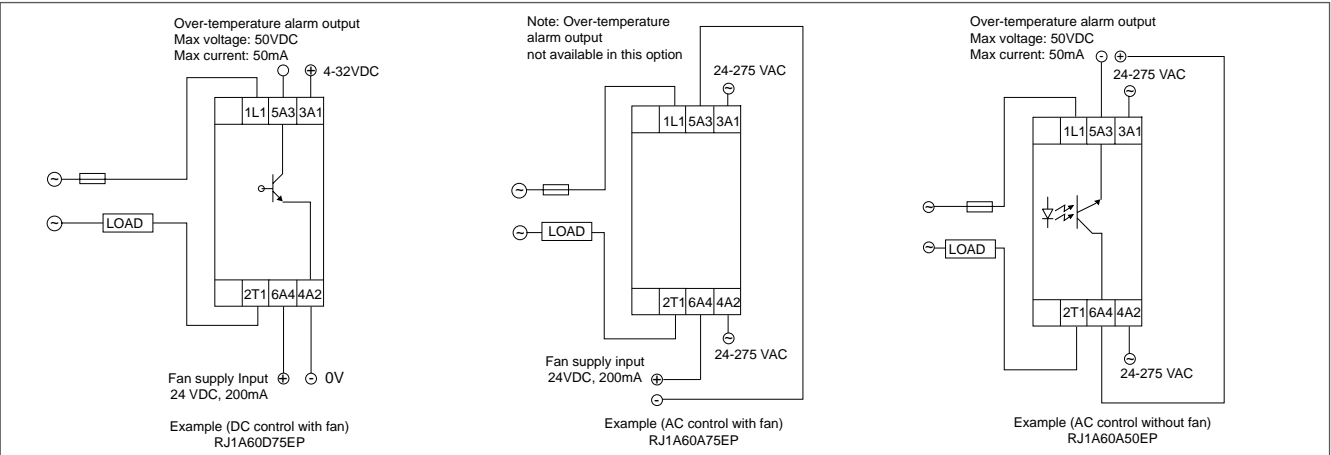 Over-temperature alarm output
Max voltage: 50VDC
Max current: 50mA
4-32VDC
1L1 5A3 3A1
~
~
LOAD
2T1 6A4 4A2
Fan supply Input
24 VDC, 200mA
+
-
0V
Example (DC control with fan)
RJ1A60D75EP
Note: Over-temperature
alarm output
not available in this option
24-275 VAC
~
1L1 5A3 3A1
~
~
LOAD
2T1 6A4 4A2
~
24-275 VAC
Fan supply input
24VDC, 200mA
+
-
Example (AC control with fan)
RJ1A60A75EP
Over-temperature alarm output
Max voltage: 50VDC
Max current: 50mA
- +
24-275 VAC
~
1L1 5A3 3A1
~
~
LOAD
2T1 6A4 4A2
~
24-275 VAC
Example (AC control without fan)
RJ1A60A50EP